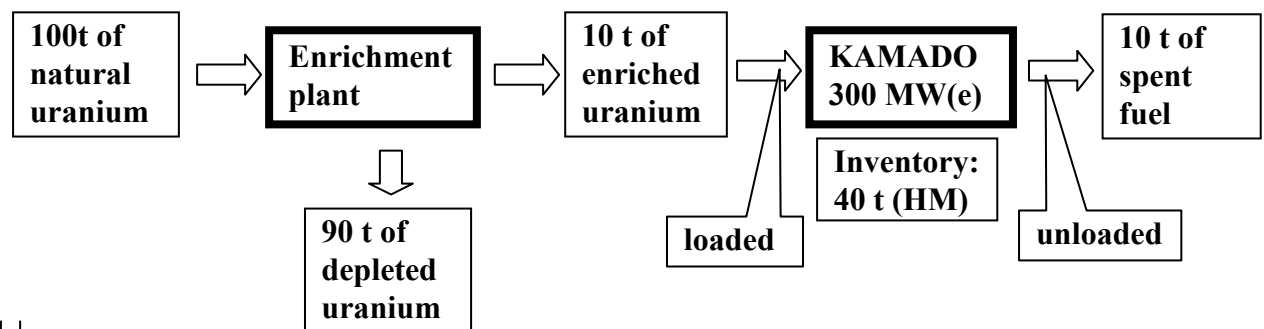 100t of
natural
uranium
Enrichment
plant
10 t of
enriched
uranium
KAMADO
300 MW(e)
10 t of
spent
fuel
Inventory:
40 t (HM)
loaded
unloaded
90 t of
depleted
uranium